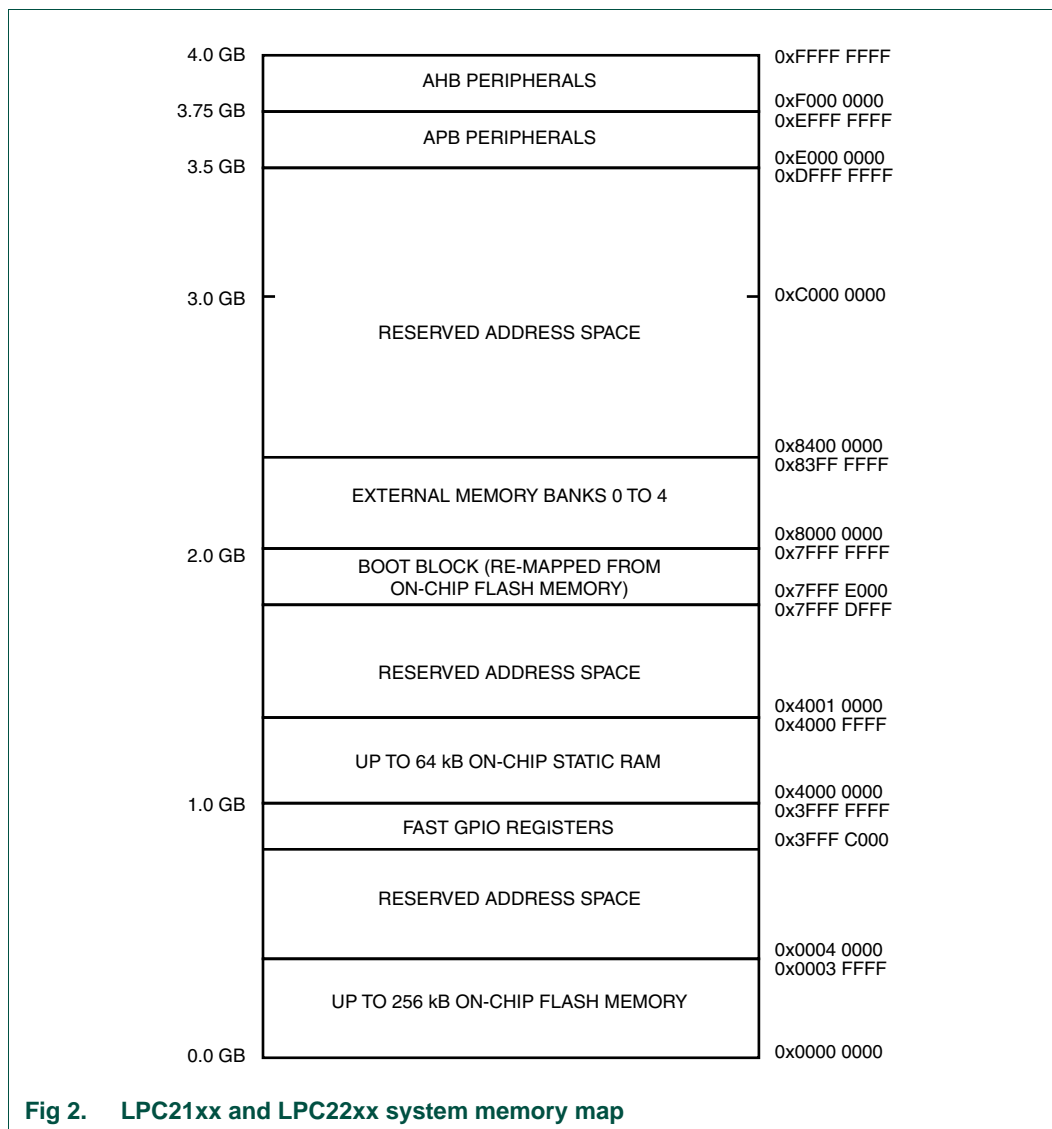 4.0 GB
0xFFFF FFFF
AHB PERIPHERALS
0xF000 0000
3.75 GB
0xEFFF FFFF
APB PERIPHERALS
0xE000 0000
3.5 GB
0xDFFF FFFF
3.0 GB
0xC000 0000
RESERVED ADDRESS SPACE
0x8400 0000
0x83FF FFFF
EXTERNAL MEMORY BANKS 0 TO 4
0x8000 0000
2.0 GB
0x7FFF FFFF
BOOT BLOCK (RE-MAPPED FROM
ON-CHIP FLASH MEMORY)
0x7FFF E000
0x7FFF DFFF
RESERVED ADDRESS SPACE
0x4001 0000
0x4000 FFFF
UP TO 64 kB ON-CHIP STATIC RAM
0x4000 0000
1.0 GB
0x3FFF FFFF
FAST GPIO REGISTERS
0x3FFF C000
RESERVED ADDRESS SPACE
0x0004 0000
0x0003 FFFF
UP TO 256 kB ON-CHIP FLASH MEMORY
0.0 GB
0x0000 0000
Fig 2. LPC21xx and LPC22xx system memory map